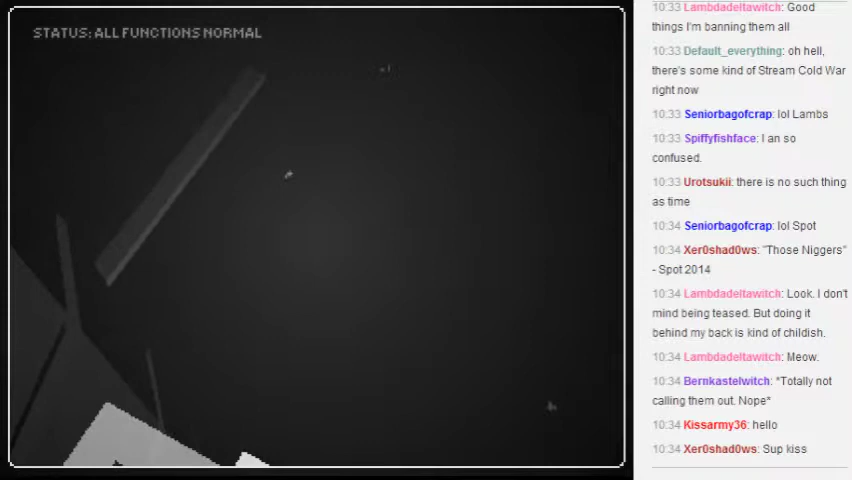 STATUS: ALL FUNCTIONS NORMAL
10:33 Lambdadeltawitch: Good
things I'm banning them all
10:33 Default_everything: oh hell,
there's some kind of Stream Cold War
right now
10:33 Seniorbagofcrap: lol Lambs
10:33 Spiffyfishface: I an so
confused.
10:33 Urotsukii: there is no such thing
as time
10:34 Seniorbagofcrap: lol Spot
10:34 Xer0shad0ws: "Those Niggers"
- Spot 2014
10:34 Lambdadeltawitch: Look. I don't
mind being teased. But doing it
behind my back is kind of childish.
10:34 Lambdadeltawitch: Meow.
10:34 Bernkastelwitch: *Totally not
calling them out. Nope*
10:34 Kissarmy36: hello
10:34 Xer0shad0ws: Sup kiss